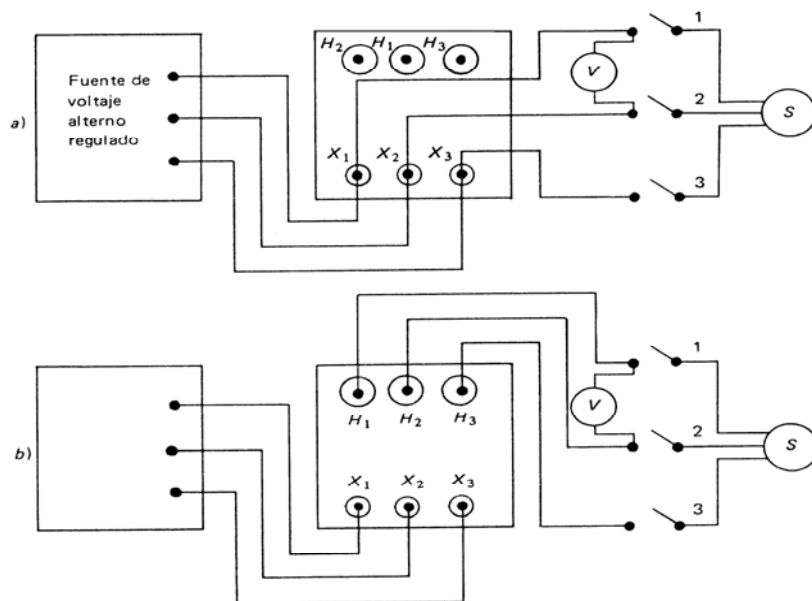 H₂ H₁ H₃
1
Fuente de
voltaje
alterno
regulado
a)
V
2
S
X₁ X₂ X₃
3
1
H₁ H₂ H₃
V
2
S
b)
X₁ X₂ X₃
3